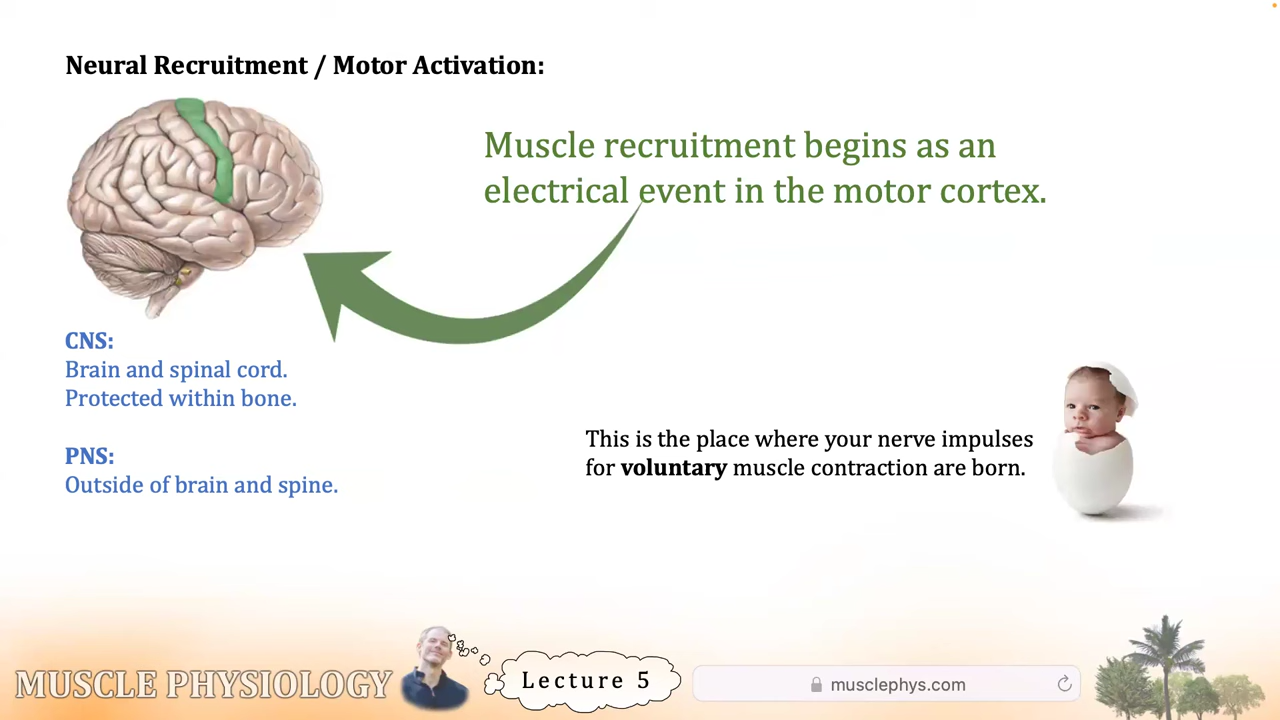 Neural Recruitment / Motor Activation:
Muscle recruitment begins as an
electrical event in the motor cortex.
CNS:
Brain and spinal cord.
Protected within bone.
PNS:
Outside of brain and spine.
This is the place where your nerve impulses
for voluntary muscle contraction are born.
MUSCLE PHYSIOLOGY
Lecture 5
musclephys.com